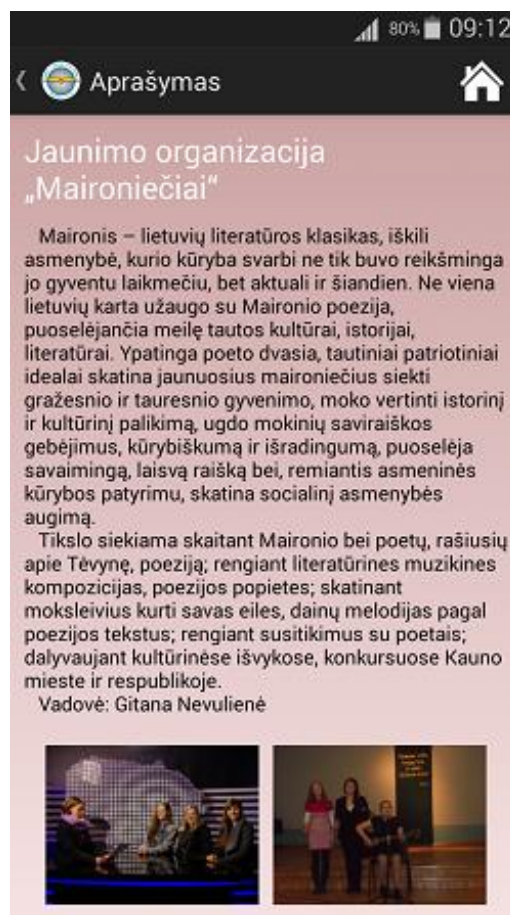 80% 09:12
Aprašymas
Jaunimo organizacija
„Maironiečiai“
Maironis – lietuvių literatūros klasikas, iškili
asmenybė, kurio kūryba svarbi ne tik buvo reikšminga
jo gyventu laikmečiu, bet aktuali ir šiandien. Ne viena
lietuvių karta užaugo su Maironio poezija,
puoselėjančia meilę tautos kultūrai, istorijai,
literatūrai. Ypatinga poeto dvasia, tautiniai patriotiniai
idealai skatina jaunuosius maironiečius siekti
gražesnio ir tauresnio gyvenimo, moko vertinti istorinį
ir kultūrinį palikimą, ugdo mokinių saviraiškos
gebėjimus, kūrybiškumą ir išradingumą, puoselėja
savaimingą, laisvą raišką bei, remiantis asmeninės
kūrybos patyrimu, skatina socialinį asmenybės
augimą.
Tikslo siekiama skaitant Maironio bei poetų, rašiusių
apie Tėvynę, poeziją; rengiant literatūrines muzikines
kompozicijas, poezijos popietes; skatinant
moksleivius kurti savas eiles, dainų melodijas pagal
poezijos tekstus; rengiant susitikimus su poetais;
dalyvaujant kultūrinėse išvykose, konkursuose Kauno
mieste ir respublikoje.
Vadovė: Gitana Nevulienė